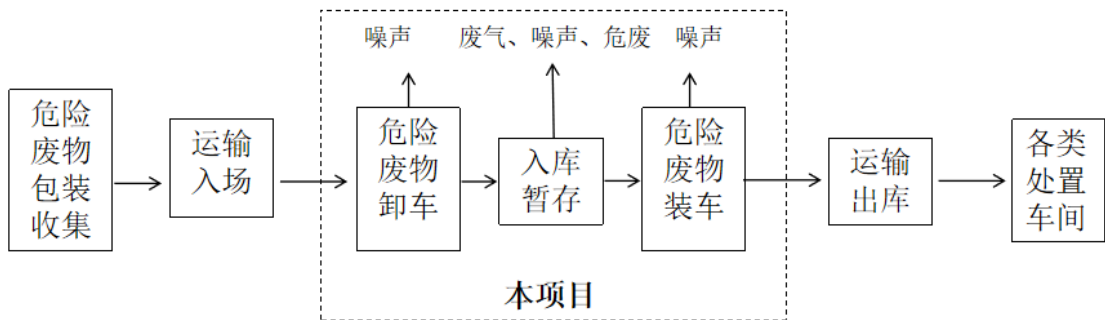 噪声
废气、噪声、危废
噪声
危险
废物
包装
收集
运输
入场
危险
废物
卸车
入库
暂存
危险
废物
装车
运输
出库
各类
处置
车间
本项目